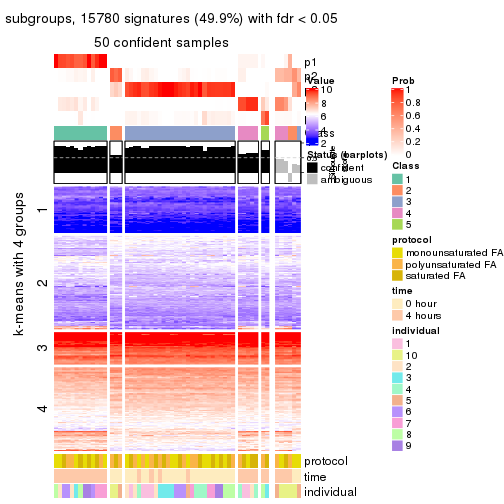 subgroups, 15780 signatures (49.9%) with fdr < 0.05
50 confident samples
p1
p2
Value
10
8
6
4
2
Status (barplots)
confident
ambiguous
k-means with 4 groups
1
2
3
4
protocol
time
individual
Prob
1
0.8
0.6
0.4
0.2
0
Class
1
2
3
4
5
protocol
monounsaturated FA
polyunsaturated FA
saturated FA
time
0 hour
4 hours
individual
1
10
2
3
4
5
6
7
8
9